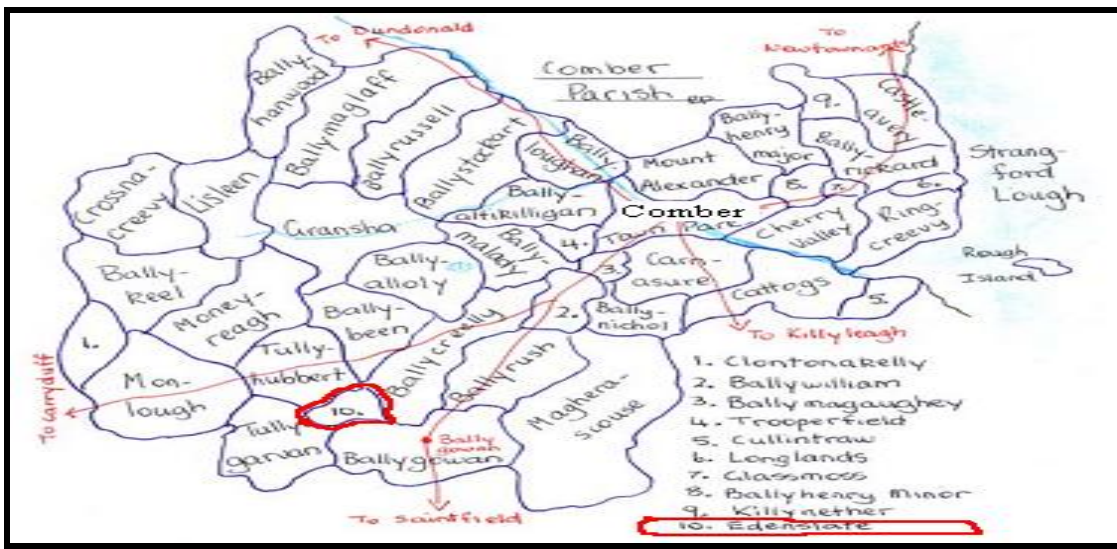 To Dundonald
To
Newtownards
Comber
Parish
Bally-
hanwood
Ballymaglaff
Ballyrussell
Ballystockart
Bally
loughan
Mount
Alexander
Bally-
henry
major
9.
Castle-
avery
Bally-
rickard
8.
7.
6.
Strang-
ford
Lough
Crossna-
creevy
Lisleen
Gransha
Bally-
altikilligan
Comber
Town Park
Cherry
Valley
Ring-
creevy
Rough
Island
Bally-
malady
4.
Bally-
alloly
3.
Carn-
asure
Cattogs
5.
Bally-
keel
Money-
reagh
Bally-
been
2.
Bally-
nichol
To Killyleagh
1.
Mon-
lough
Tully-
hubbert
Ballycreelly
Ballyrush
Maghera-
scouse
To Carryduff
10.
Tully
garvan
Bally
gowan
Ballygowan
To Saintfield
1. Clontonakelly
2. Ballywilliam
3. Ballymagaughey
4. Trooperfield
5. Cullintraw
6. Longlands
7. Glassmoss
8. Ballyhenry Minor
9. Killynether
10. Edenslate